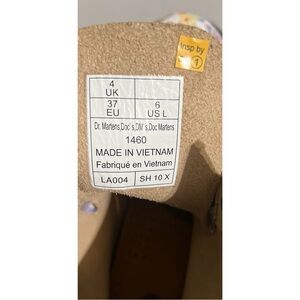 Insp by
1
4
UK
37 6
EU US L
Dr. Martens,Doc's,DM's,Doc Martens
1460
MADE IN VIETNAM
Fabriqué en Vietnam
LA004 SH 10 X